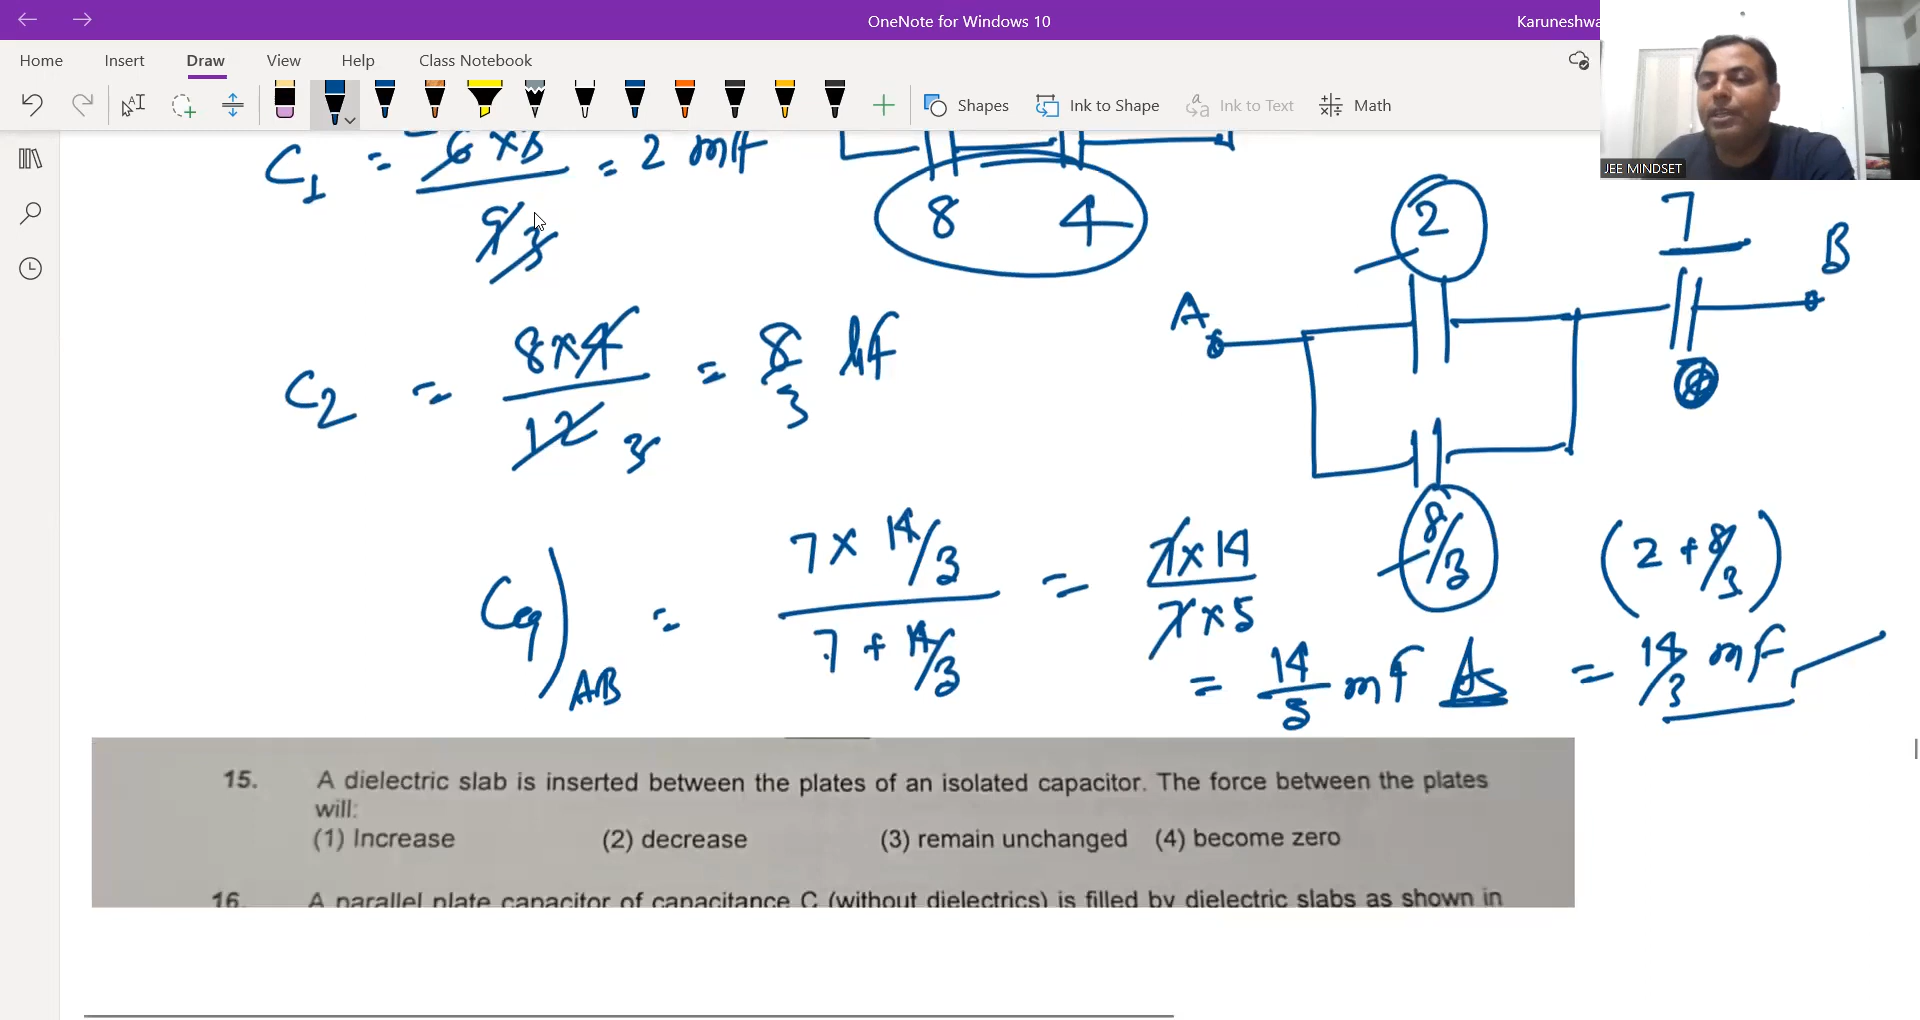 OneNote for Windows 10
Karuneshwa
Home Insert Draw View Help Class Notebook
Shapes Ink to Shape Ink to Text Math
JEE MINDSET
C1 = 6 x 3 = 2 mf
9 3
8 4
2
7
A
B
C2 = 8x4 = 8 Mf
12 3 3
8/3
(2 + 8/3)
= 14/3 mf
Ceq) AB = 7 x 14/3 = 7 x 14
7 + 14/3 7 x 5
= 14 mf As
5
15. A dielectric slab is inserted between the plates of an isolated capacitor. The force between the plates
will:
(1) Increase (2) decrease (3) remain unchanged (4) become zero
16. A parallel plate capacitor of capacitance C (without dielectrics) is filled by dielectric slabs as shown in